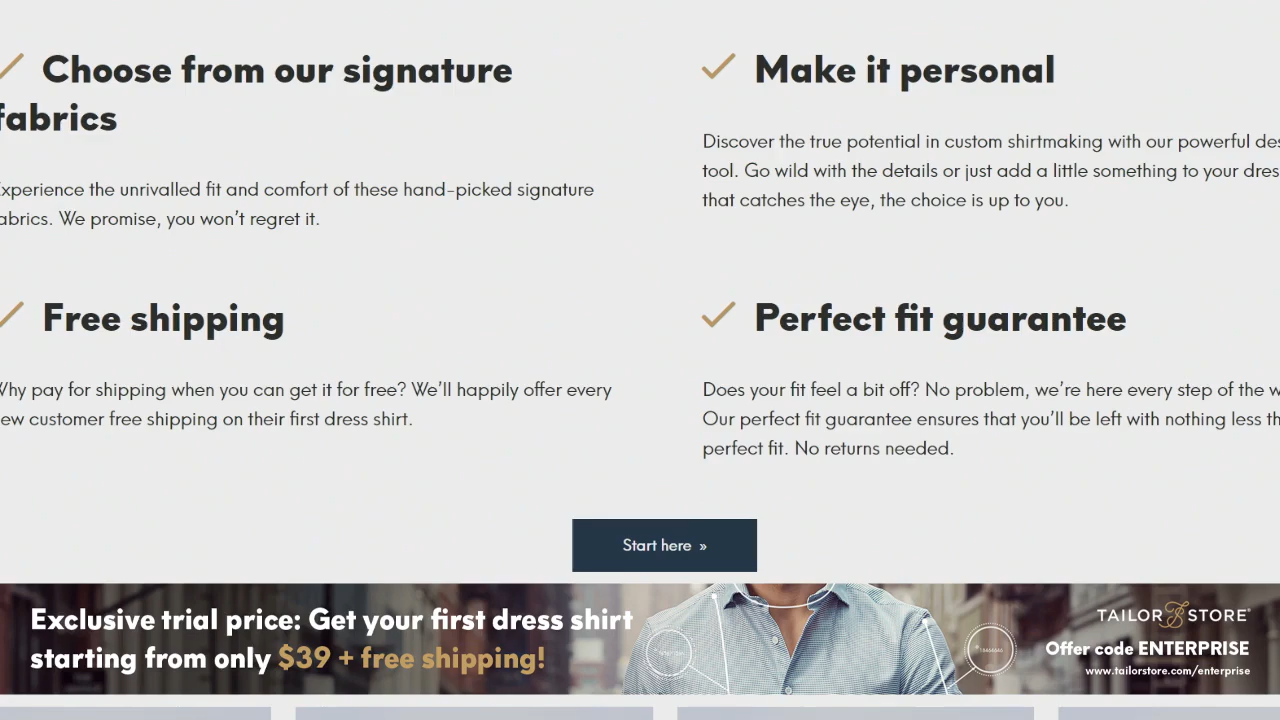 Choose from our signature
fabrics
Experience the unrivalled fit and comfort of these hand-picked signature
fabrics. We promise, you won't regret it.
Make it personal
Discover the true potential in custom shirtmaking with our powerful
tool. Go wild with the details or just add a little something to your
that catches the eye, the choice is up to you.
Free shipping
Why pay for shipping when you can get it for free? We'll happily offer every
new customer free shipping on their first dress shirt.
Perfect fit guarantee
Does your fit feel a bit off? No problem, we're here every step of the
Our perfect fit guarantee ensures that you'll be left with nothing less
perfect fit. No returns needed.
Start here »
Exclusive trial price: Get your first dress shirt
starting from only $39 + free shipping!
TAILOR STORE
Offer code ENTERPRISE
www.tailorstore.com/enterprise